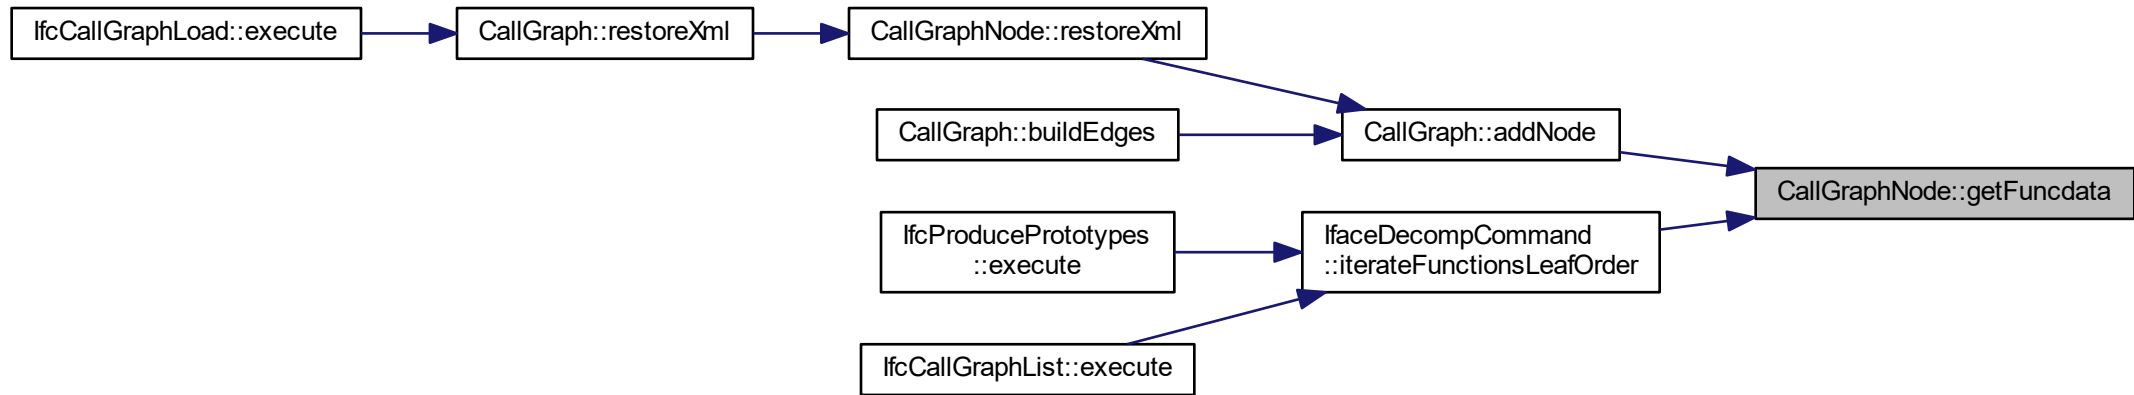 IfcCallGraphLoad::execute
CallGraph::restoreXml
CallGraphNode::restoreXml
CallGraph::buildEdges
CallGraph::addNode
CallGraphNode::getFuncdata
IfcProducePrototypes
::execute
IfaceDecompCommand
::iterateFunctionsLeafOrder
IfcCallGraphList::execute